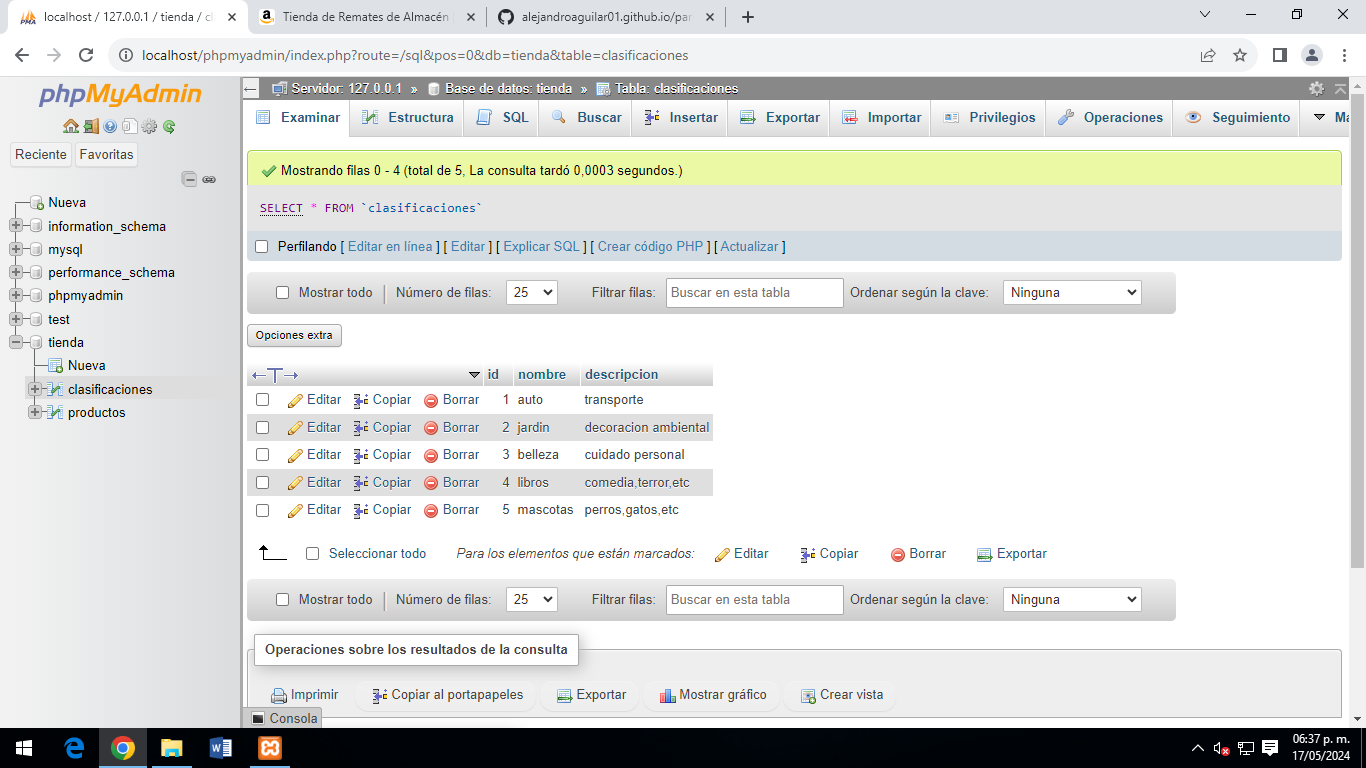 localhost / 127.0.0.1 / tienda / cl
Tienda de Remates de Almacén
alejandroaguilar01.github.io/par
localhost/phpmyadmin/index.php?route=/sql&pos=0&db=tienda&table=clasificaciones
phpMyAdmin
Reciente Favoritas
Nueva
information_schema
mysql
performance_schema
phpmyadmin
test
tienda
Nueva
clasificaciones
productos
Servidor: 127.0.0.1 » Base de datos: tienda » Tabla: clasificaciones
Examinar Estructura SQL Buscar Insertar Exportar Importar Privilegios Operaciones Seguimiento Ma
Mostrando filas 0 - 4 (total de 5, La consulta tardó 0,0003 segundos.)
SELECT * FROM `clasificaciones`
Perfilando [ Editar en línea ] [ Editar ] [ Explicar SQL ] [ Crear código PHP ] [ Actualizar ]
Mostrar todo | Número de filas: 25 Filtrar filas: Buscar en esta tabla Ordenar según la clave: Ninguna
Opciones extra
←T→ id nombre descripcion
Editar Copiar Borrar 1 auto transporte
Editar Copiar Borrar 2 jardin decoracion ambiental
Editar Copiar Borrar 3 belleza cuidado personal
Editar Copiar Borrar 4 libros comedia,terror,etc
Editar Copiar Borrar 5 mascotas perros,gatos,etc
Seleccionar todo Para los elementos que están marcados: Editar Copiar Borrar Exportar
Mostrar todo | Número de filas: 25 Filtrar filas: Buscar en esta tabla Ordenar según la clave: Ninguna
Operaciones sobre los resultados de la consulta
Imprimir Copiar al portapapeles Exportar Mostrar gráfico Crear vista
Consola
06:37 p. m.
17/05/2024